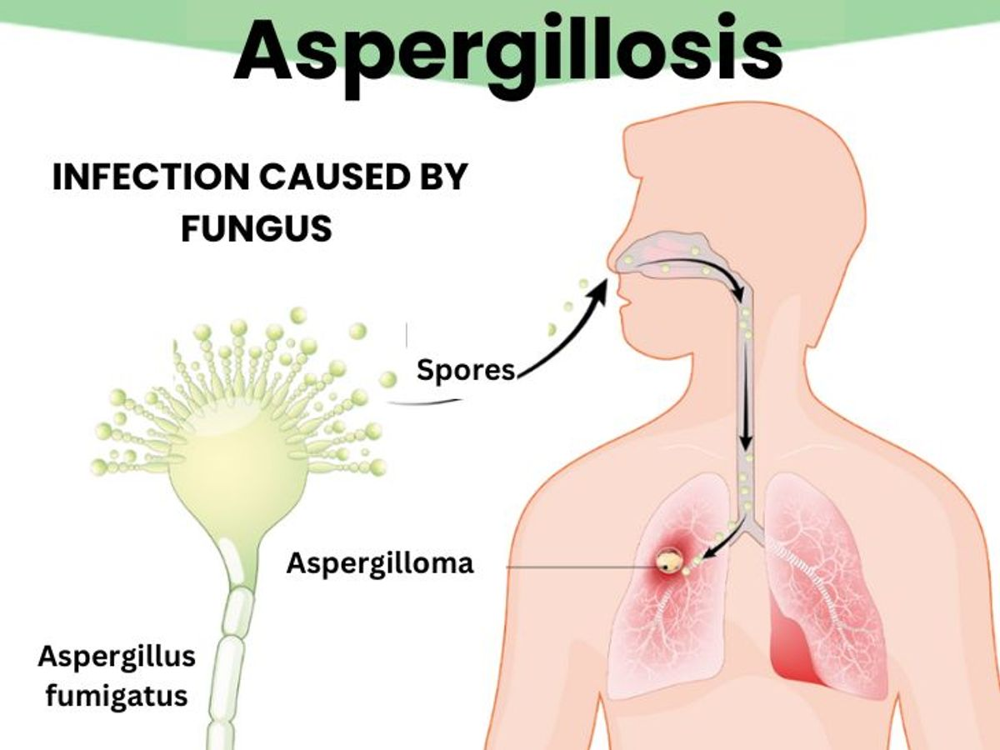 Aspergillosis
INFECTION CAUSED BY
FUNGUS
Spores
Aspergilloma
Aspergillus
fumigatus